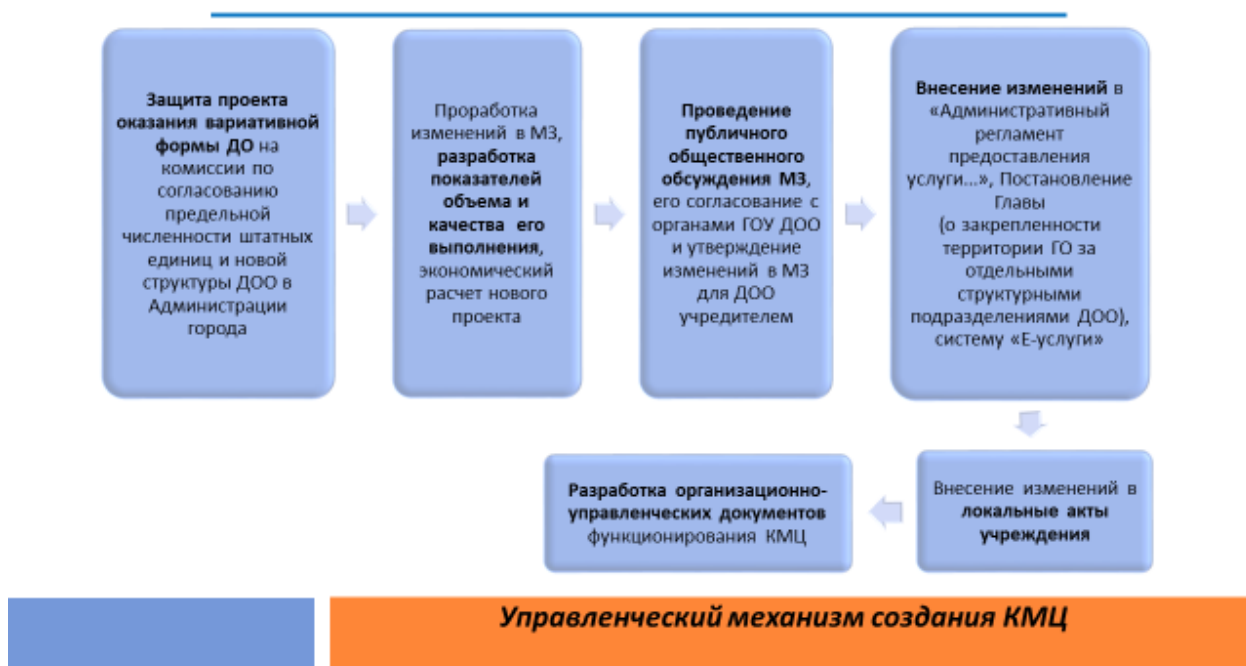 Защита проекта
оказания вариативной
формы ДО на
комиссии по
согласованию
предельной
численности штатных
единиц и новой
структуры ДОО в
Администрации
города
Проработка
изменений в МЗ,
разработка
показателей
объема и
качества его
выполнения,
экономический
расчет нового
проекта
Проведение
публичного
общественного
обсуждения МЗ,
его согласование с
органами ГОУ ДОО
и утверждение
изменений в МЗ
для ДОО
учредителем
Внесение изменений в
«Административный
регламент
предоставления
услуги...», Постановление
Главы
(о закрепленности
территории ГО за
отдельными
структурными
подразделениями ДОО),
систему «Е-услуги»
Внесение изменений в
локальные акты
учреждения
Разработка организационно-
управленческих документов
функционирования КМЦ
Управленческий механизм создания КМЦ